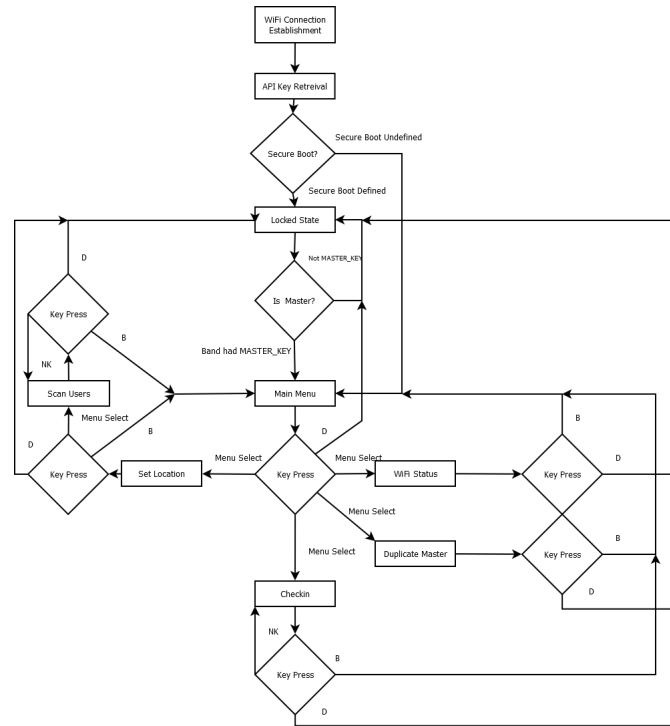 WiFi Connection
Establishment
API Key Retreival
Secure Boot Undefined
Secure Boot?
Secure Boot Defined
Locked State
D
Not MASTER_KEY
Is Master?
Key Press
B
Band had MASTER_KEY
NK
Scan Users
Main Menu
Menu Select
B
D
B
D
Key Press
Set Location
Menu Select
Key Press
Menu Select
WiFi Status
Key Press
D
Menu Select
Menu Select
Duplicate Master
Key Press
B
D
Checkin
NK
Key Press
B
D